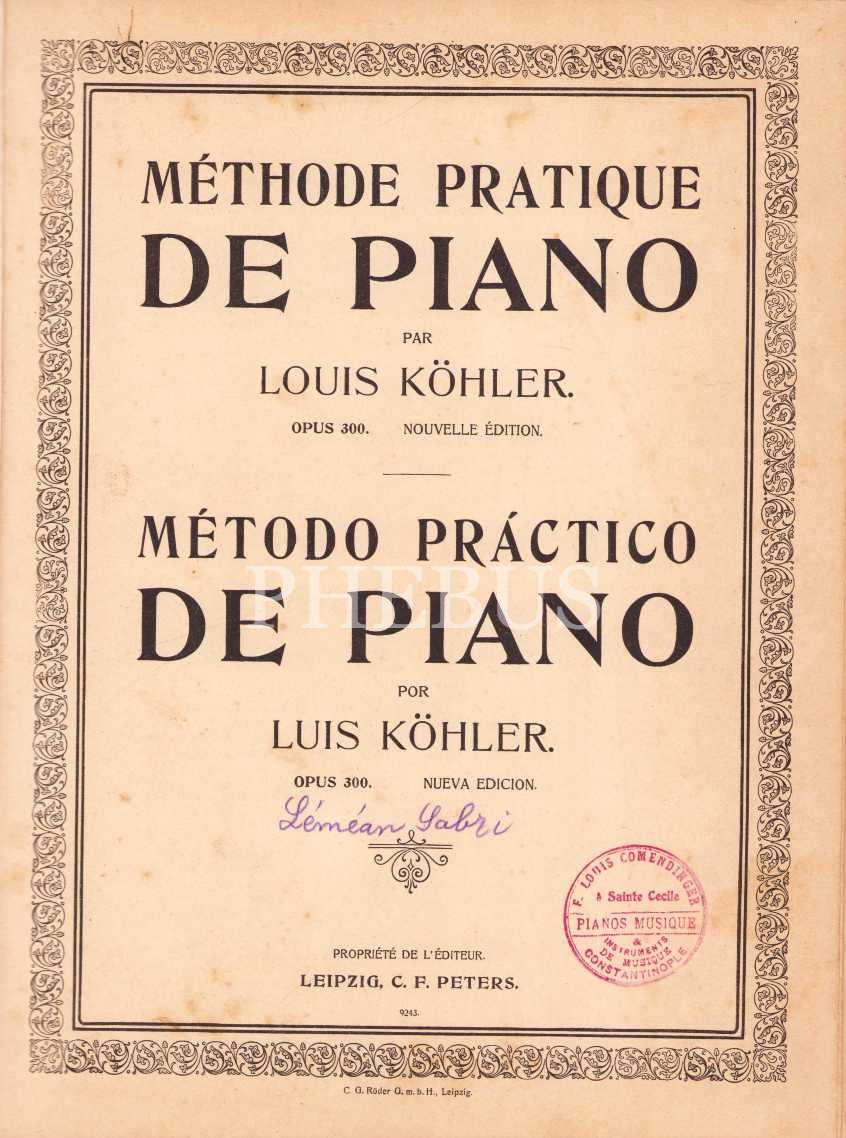 MÉTHODE PRATIQUE
DE PIANO
PAR
LOUIS KÖHLER.
OPUS 300. NOUVELLE ÉDITION.
MÉTODO PRÁCTICO
PHEBUS
DE PIANO
POR
LUIS KÖHLER.
OPUS 300. NUEVA EDICION.
Léméan Sabri
F. LOUIS COMENDINGER
à Sainte Cecile
PIANOS MUSIQUE
&
INSTRUMENTS
DE MUSIQUE
CONSTANTINOPLE
PROPRIÉTÉ DE L'ÉDITEUR.
LEIPZIG, C. F. PETERS.
9243.
C. G. Röder G. m. b. H., Leipzig.